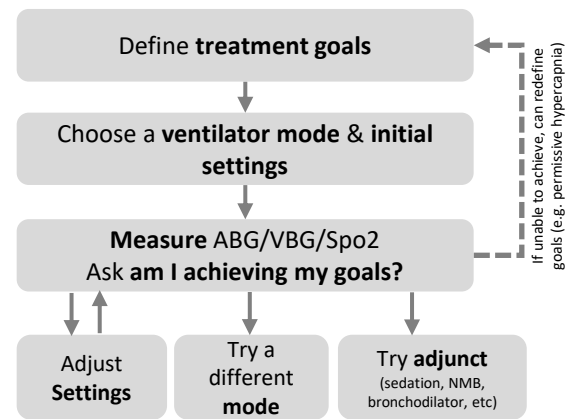 Define treatment goals
Choose a ventilator mode & initial
settings
Measure ABG/VBG/Spo2
Ask am I achieving my goals?
If unable to achieve, can redefine
goals (e.g. permissive hypercapnia)
Adjust
Settings
Try a
different
mode
Try adjunct
(sedation, NMB,
bronchodilator, etc)